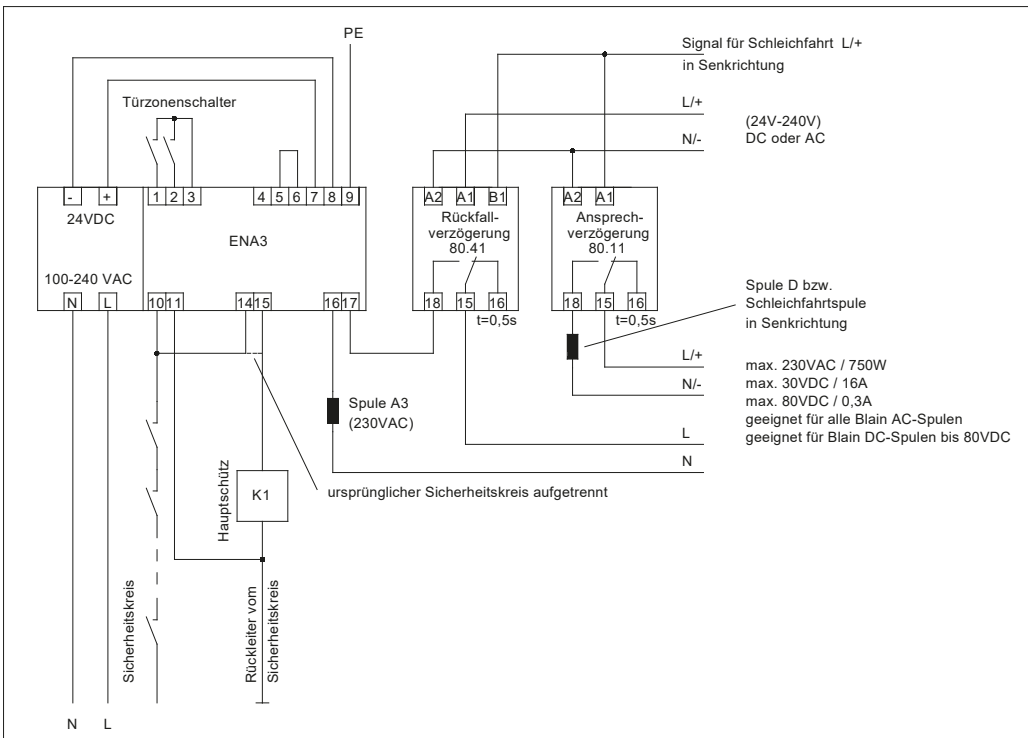 PE
Signal für Schleichfahrt L/+
in Senkrichtung
Türzonenschalter
L/+
(24V-240V)
N/-
DC oder AC
- + 1 2 3 4 5 6 7 8 9
A2 A1 B1
A2 A1
24VDC
ENA3
100-240 VAC
Rückfall-
verzögerung
80.41
Ansprech-
verzögerung
80.11
N L 10 11 14 15 16 17
18 15 16
18 15 16
t=0,5s
t=0,5s
Spule D bzw.
Schleichfahrtspule
in Senkrichtung
L/+
N/-
max. 230VAC / 750W
max. 30VDC / 16A
max. 80VDC / 0,3A
geeignet für alle Blain AC-Spulen
geeignet für Blain DC-Spulen bis 80VDC
Spule A3
(230VAC)
L
N
ursprünglicher Sicherheitskreis aufgetrennt
Hauptschütz
K1
Sicherheitskreis
Rückleiter vom
Sicherheitskreis
N L